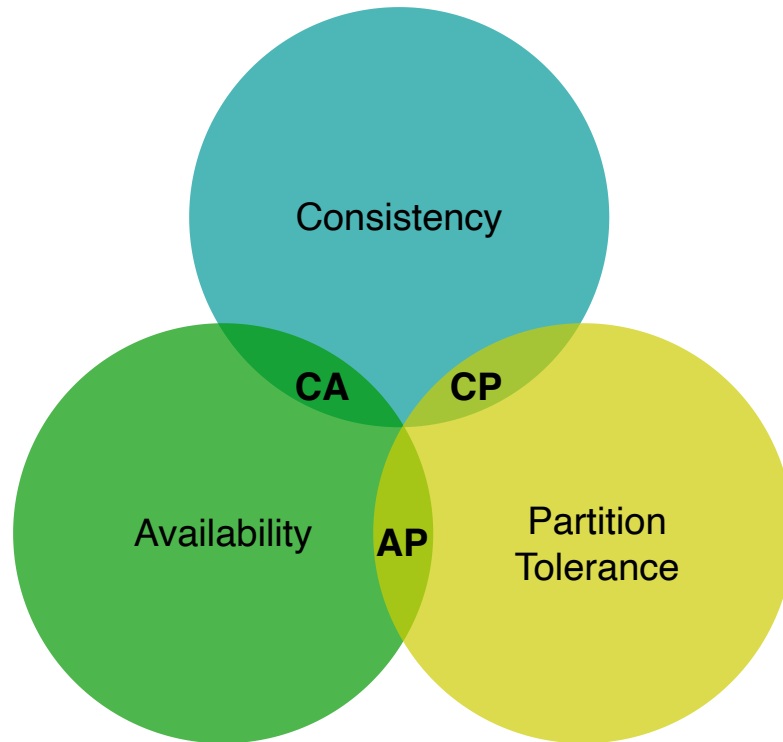 Consistency
CA
CP
Availability
AP
Partition
Tolerance